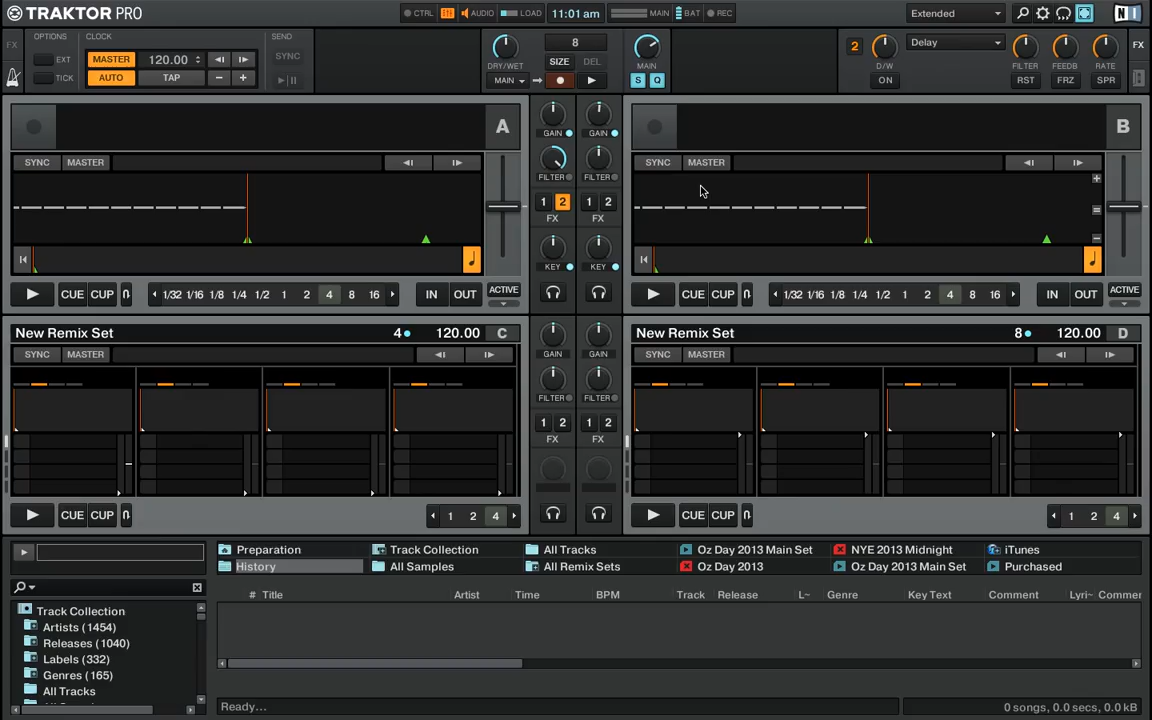 TRAKTOR PRO
CTRL AUDIO LOAD 11:01 am MAIN BAT REC
Extended
FX OPTIONS CLOCK SEND
EXT MASTER 120.00 SYNC
TICK AUTO TAP − +
DRY/WET 8 MAIN
SIZE DEL
MAIN S Q
2 D/W Delay FILTER FEEDB RATE FX
ON RST FRZ SPR
A
SYNC MASTER
CUE CUP 1/32 1/16 1/8 1/4 1/2 1 2 4 8 16 IN OUT ACTIVE
GAIN GAIN
FILTER FILTER
1 2 1 2
FX FX
KEY KEY
B
SYNC MASTER
CUE CUP 1/32 1/16 1/8 1/4 1/2 1 2 4 8 16 IN OUT ACTIVE
New Remix Set 4 120.00 C
SYNC MASTER
CUE CUP 1 2 4
GAIN GAIN
FILTER FILTER
1 2 1 2
FX FX
New Remix Set 8 120.00 D
SYNC MASTER
CUE CUP 1 2 4
Preparation Track Collection All Tracks Oz Day 2013 Main Set NYE 2013 Midnight iTunes
History All Samples All Remix Sets Oz Day 2013 Oz Day 2013 Main Set Purchased
# Title Artist Time BPM Track Release L~ Genre Key Text Comment Lyri~ Commer
Track Collection
Artists (1454)
Releases (1040)
Labels (332)
Genres (165)
All Tracks
Ready...
0 songs, 0.0 secs, 0.0 kB